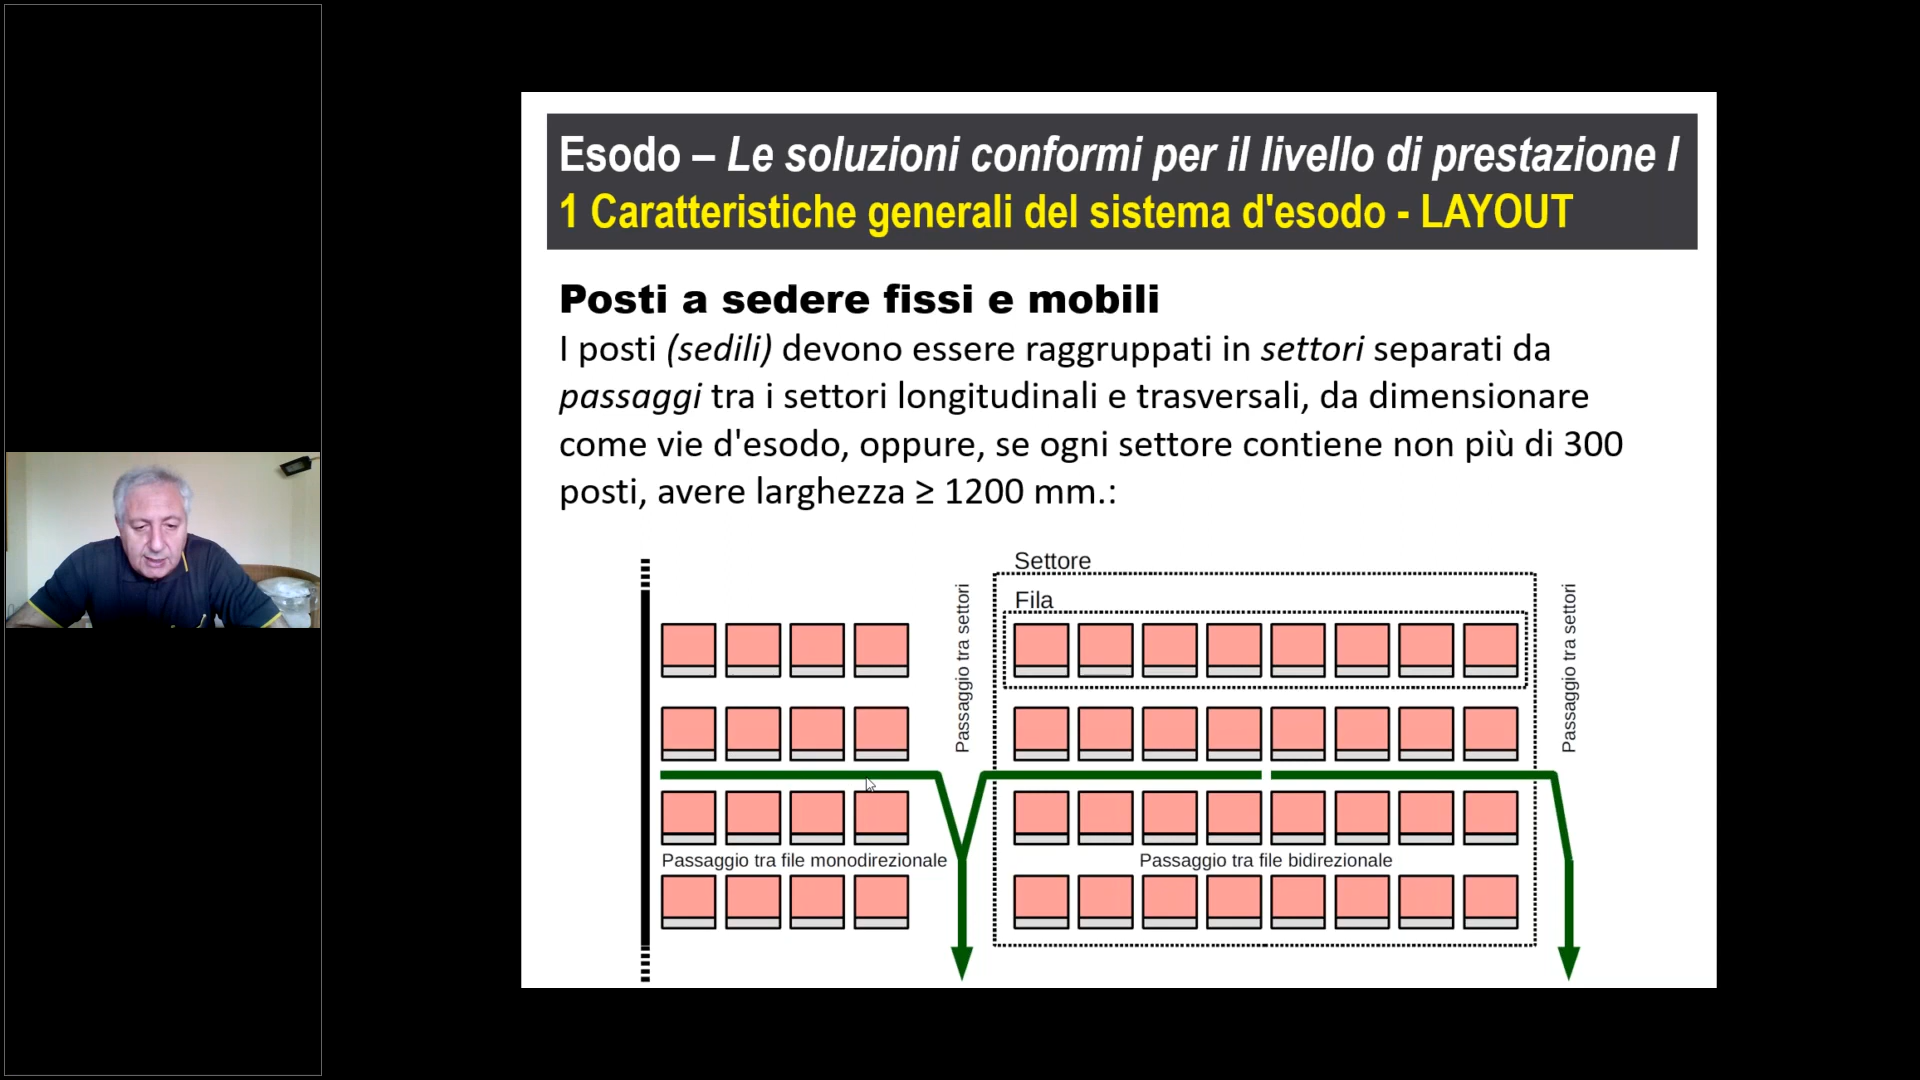 Esodo – Le soluzioni conformi per il livello di prestazione I
1 Caratteristiche generali del sistema d'esodo - LAYOUT
Posti a sedere fissi e mobili
I posti (sedili) devono essere raggruppati in settori separati da
passaggi tra i settori longitudinali e trasversali, da dimensionare
come vie d'esodo, oppure, se ogni settore contiene non più di 300
posti, avere larghezza ≥ 1200 mm.:
Settore
Fila
Passaggio tra settori
Passaggio tra settori
Passaggio tra file monodirezionale
Passaggio tra file bidirezionale